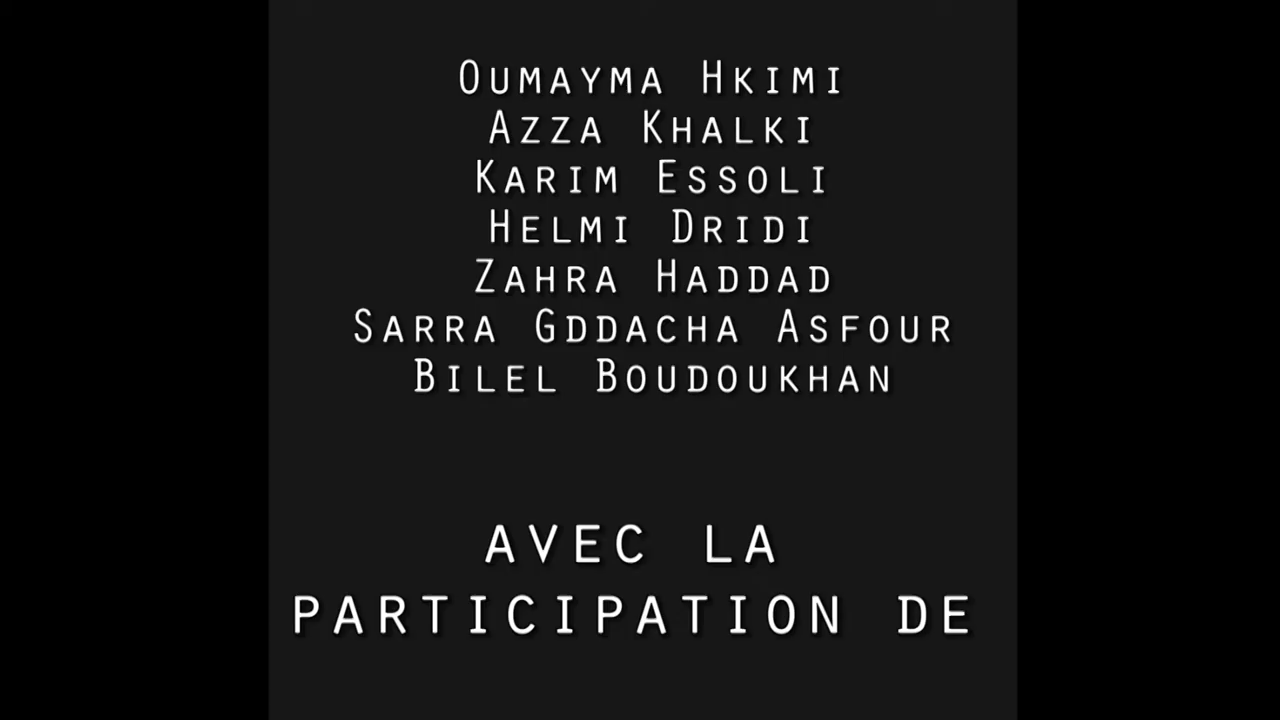 Oumayma Hkimi
Azza Khalki
Karim Essoli
Helmi Dridi
Zahra Haddad
Sarra Gddacha Asfour
Bilel Boudoukhan
AVEC LA
PARTICIPATION DE